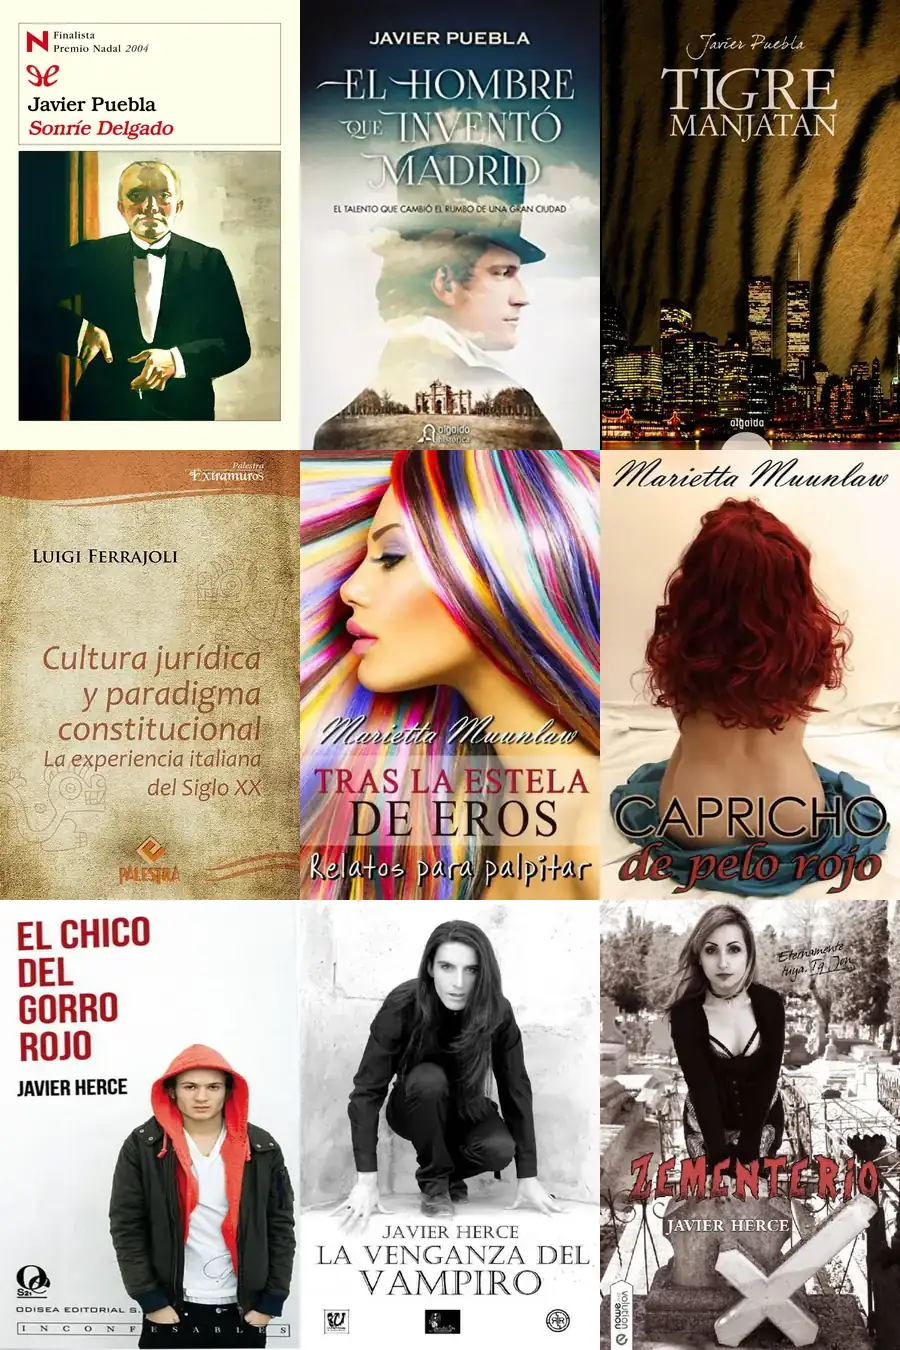 Finalista
Premio Nadal 2004
Javier Puebla
Sonríe Delgado
JAVIER PUEBLA
EL HOMBRE
QUE INVENTÓ
MADRID
EL TALENTO QUE CAMBIÓ EL RUMBO DE UNA GRAN CIUDAD
algaida
histórica
Javier Puebla
TIGRE
MANJATAN
algaida
Palestra
Extramuros
LUIGI FERRAJOLI
Cultura jurídica
y paradigma
constitucional
La experiencia italiana
del Siglo XX
PALESTRA
Marietta Muunlaw
TRAS LA ESTELA
DE EROS
Relatos para palpitar
Marietta Muunlaw
CAPRICHO
de pelo rojo
EL CHICO
DEL
GORRO
ROJO
JAVIER HERCE
ODISEA EDITORIAL S.
INCONFESABLES
JAVIER HERCE
LA VENGANZA DEL
VAMPIRO
Eternamente
tuya. Tq, Jon
ZEMENTERIO
JAVIER HERCE